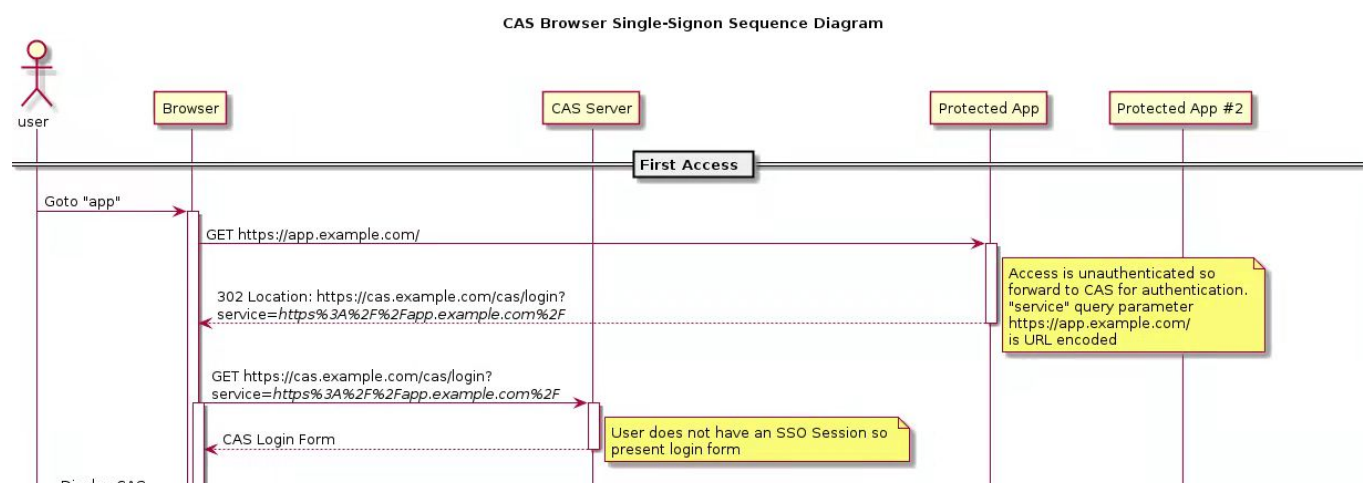 CAS Browser Single-Signon Sequence Diagram
user
Browser
CAS Server
Protected App
Protected App #2
First Access
Goto "app"
GET https://app.example.com/
Access is unauthenticated so
forward to CAS for authentication.
"service" query parameter
https://app.example.com/
is URL encoded
302 Location: https://cas.example.com/cas/login?
service=https%3A%2F%2Fapp.example.com%2F
GET https://cas.example.com/cas/login?
service=https%3A%2F%2Fapp.example.com%2F
User does not have an SSO Session so
present login form
CAS Login Form